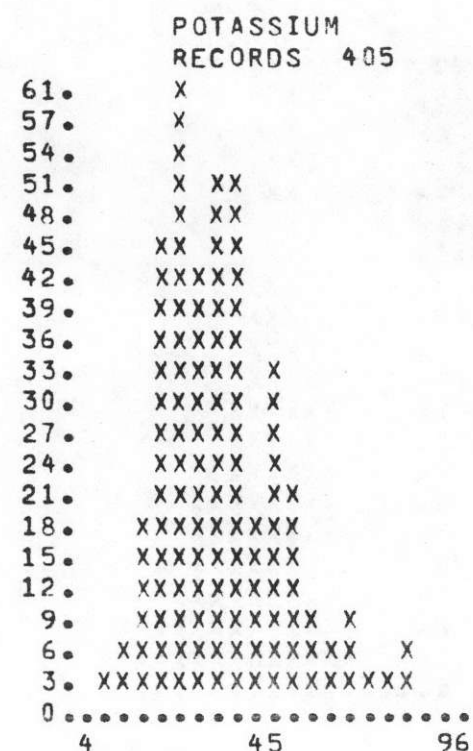 POTASSIUM
RECORDS 405
61. X
57. X
54. X
51. X XX
48. X XX
45. XX XX
42. XXXXX
39. XXXXX
36. XXXXX
33. XXXXX X
30. XXXXX X
27. XXXXX X
24. XXXXX X
21. XXXXX XX
18. XXXXXXXXX
15. XXXXXXXXX
12. XXXXXXXXX
9. XXXXXXXXXX X
6. XXXXXXXXXXXXX X
3. XXXXXXXXXXXXXXXXX
0 ......................
4 45 96